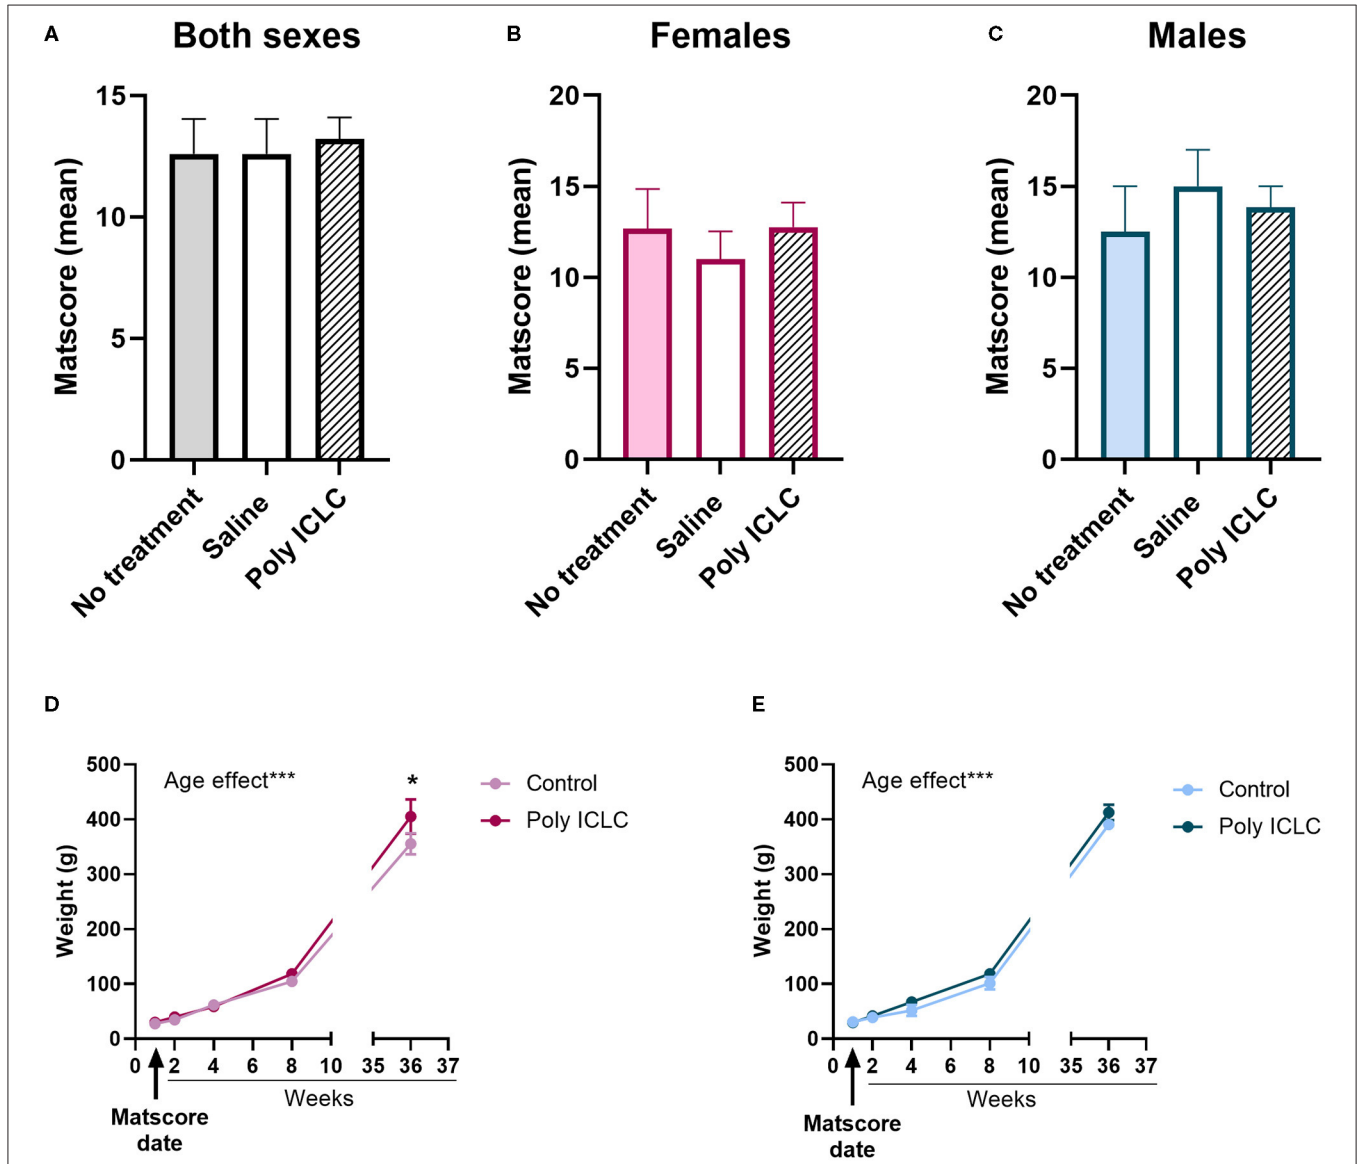 A
Both sexes
Matscore (mean)
15
10
5
0
No treatment
Saline
Poly ICLC
B
Females
Matscore (mean)
20
15
10
5
0
No treatment
Saline
Poly ICLC
C
Males
Matscore (mean)
20
15
10
5
0
No treatment
Saline
Poly ICLC
D
Weight (g)
500
400
300
200
100
0
Age effect***
*
Control
Poly ICLC
0 2 4 6 8 10 35 36 37
Weeks
Matscore
date
E
Weight (g)
500
400
300
200
100
0
Age effect***
Control
Poly ICLC
0 2 4 6 8 10 35 36 37
Weeks
Matscore
date